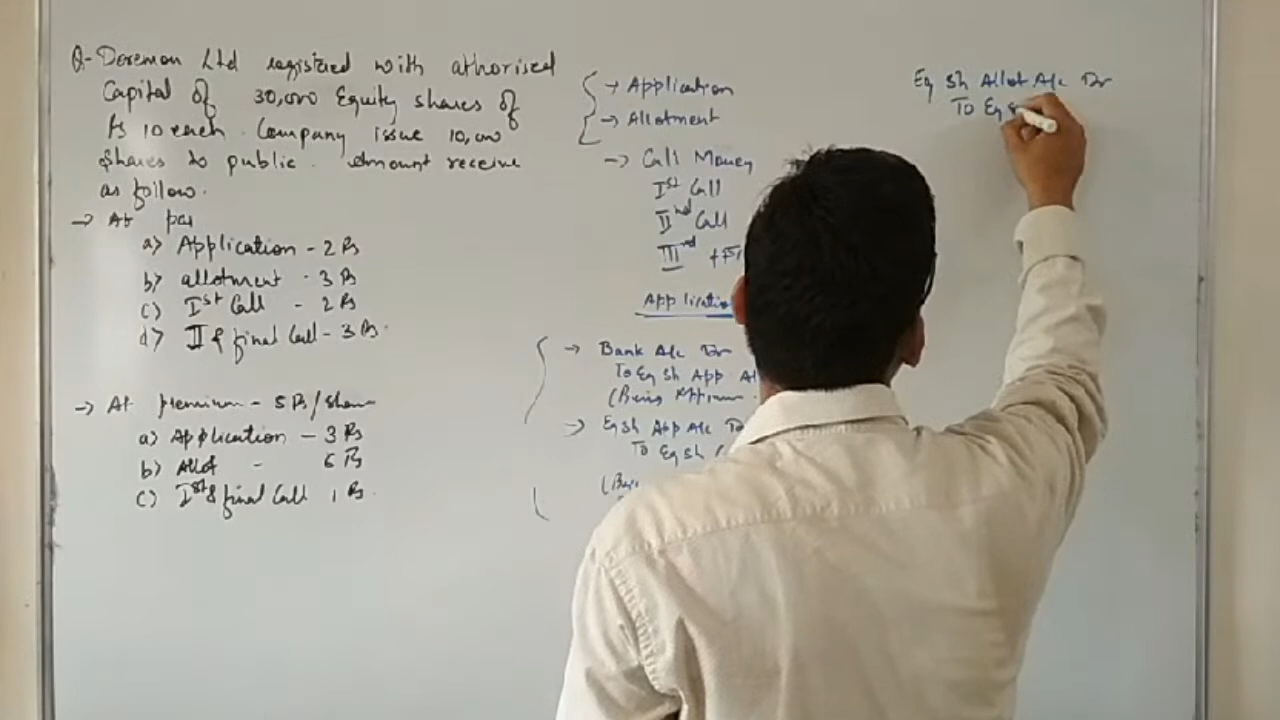 Q- Doremon Ltd registered with athorised
Capital of 30,000 Equity shares of
Rs 10 each. Company issue 10,000
shares to public. Amount receive
as follow.
→ At par
a) Application - 2 Rs
b) allotment - 3 Rs
c) Ist Call - 2 Rs
d) II & final Call - 3 Rs.
→ At premium - 5 Rs/share
a) Application - 3 Rs
b) Allot - 6 Rs
c) Ist & final Call 1 Rs.
→ Application
→ Allotment
→ Call Money
Ist Call
IInd Call
IIIrd +
Applicatio
→ Bank A/c Dr
To Eq Sh App A
(Being
→ Eq Sh App A/c
To Eq Sh
Eq Sh Allot A/c Dr
To Eq S